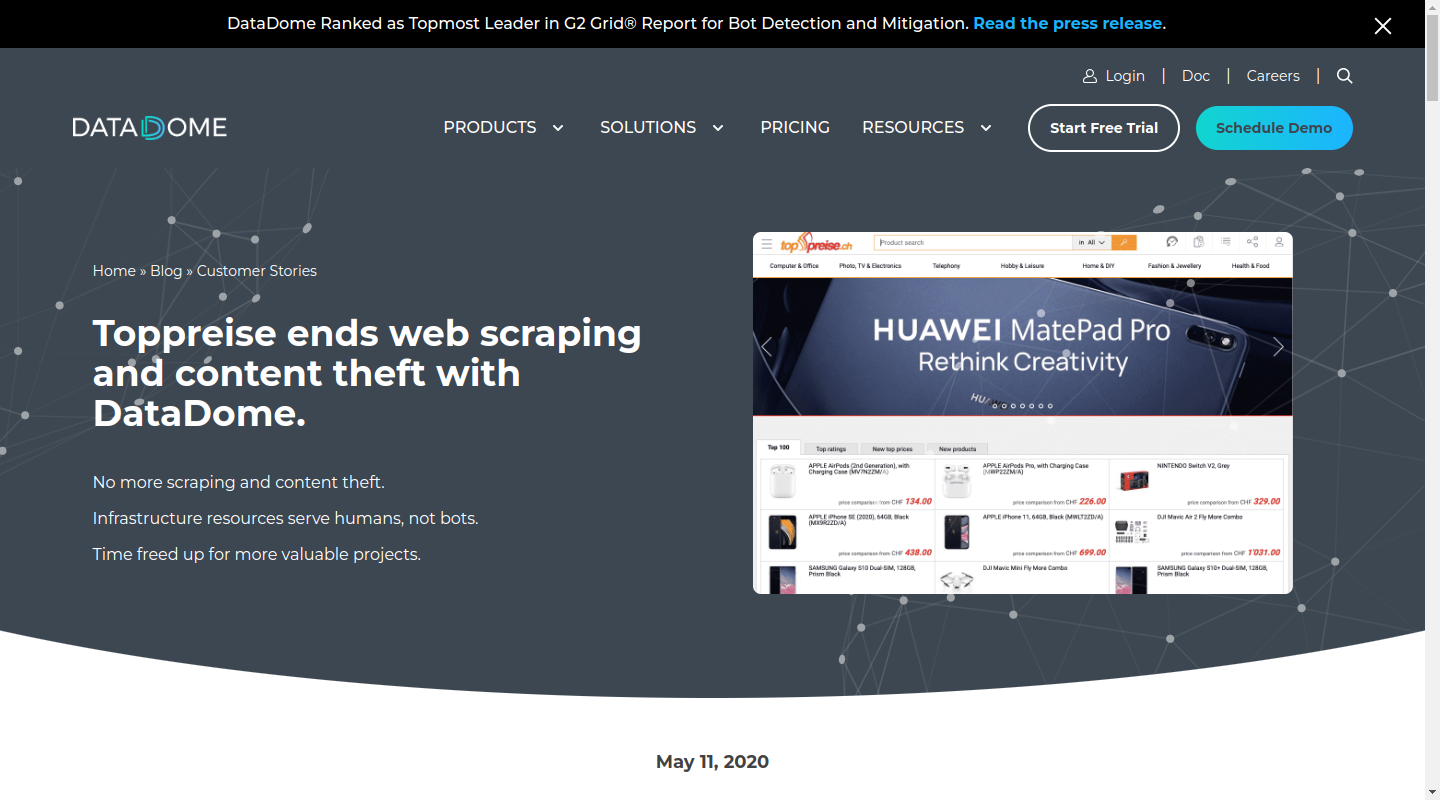 DataDome Ranked as Topmost Leader in G2 Grid® Report for Bot Detection and Mitigation. Read the press release.
Login | Doc | Careers |
DATA DOME
PRODUCTS
SOLUTIONS
PRICING
RESOURCES
Start Free Trial
Schedule Demo
Home » Blog » Customer Stories
Toppreise ends web scraping
and content theft with
DataDome.
No more scraping and content theft.
Infrastructure resources serve humans, not bots.
Time freed up for more valuable projects.
toppreise.ch
Product search
in All
Computer & Office
Photo, TV & Electronics
Telephony
Hobby & Leisure
Home & DIY
Fashion & Jewellery
Health & Food
HUAWEI MatePad Pro
Rethink Creativity
Top 100
Top ratings
New top prices
New products
APPLE AirPods (2nd Generation), with
Charging Case (MV7N2ZM/A)
price comparison from CHF 134.00
APPLE AirPods Pro, with Charging Case
(MWP22ZM/A)
price comparison from CHF 226.00
NINTENDO Switch V2, Grey
price comparison from CHF 329.00
APPLE iPhone SE (2020), 64GB, Black
(MX9R2ZD/A)
price comparison from CHF 438.00
APPLE iPhone 11, 64GB, Black (MWLT2ZD/A)
price comparison from CHF 699.00
DJI Mavic Air 2 Fly More Combo
price comparison from CHF 1'031.00
SAMSUNG Galaxy S10 Dual-SIM, 128GB,
Prism Black
DJI Mavic Mini Fly More Combo
SAMSUNG Galaxy S10+ Dual-SIM, 128GB,
Prism Black
May 11, 2020